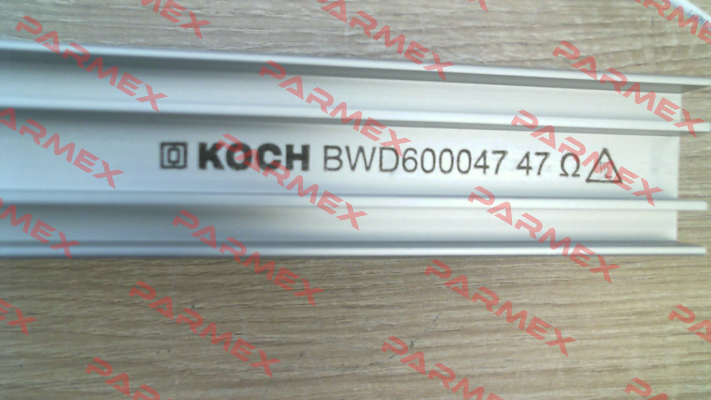 KOCH BWD600047 47 Ω
PARMEX